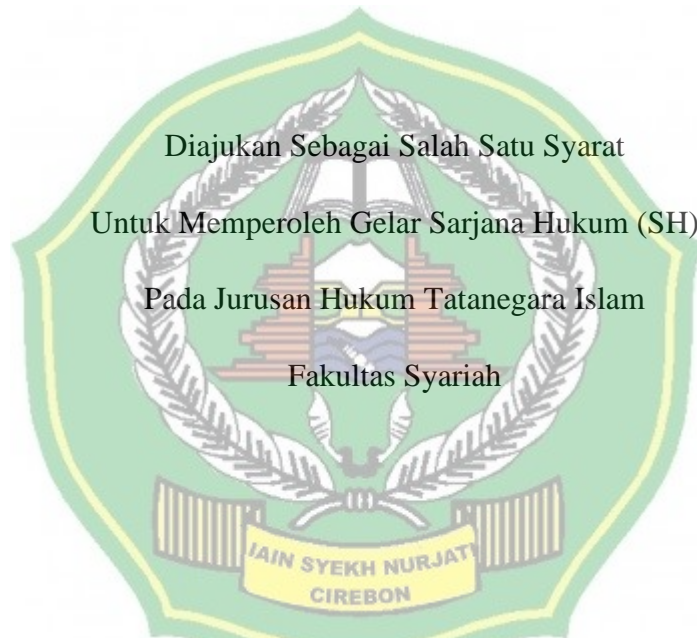 Diajukan Sebagai Salah Satu Syarat
Untuk Memperoleh Gelar Sarjana Hukum (SH)
Pada Jurusan Hukum Tatanegara Islam
Fakultas Syariah
IAIN SYEKH NURJATI
CIREBON